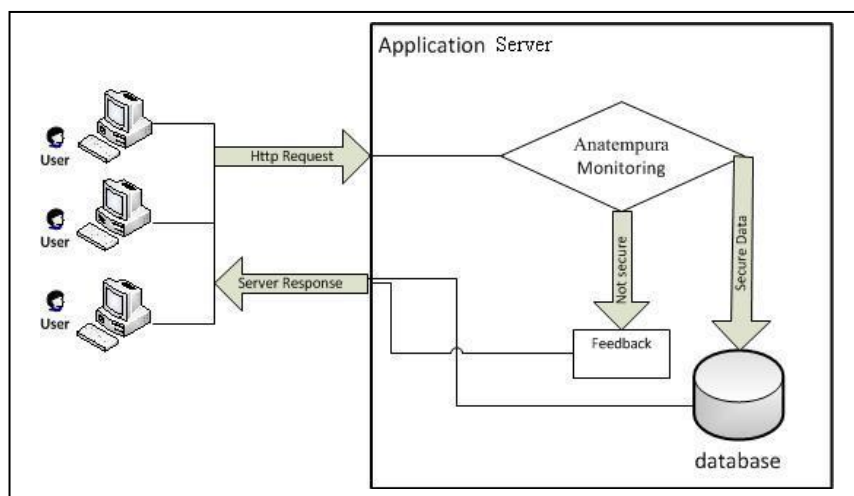 Application Server
User
Http Request
Anatempura
Monitoring
User
Server Response
Not secure
Secure Data
User
Feedback
database